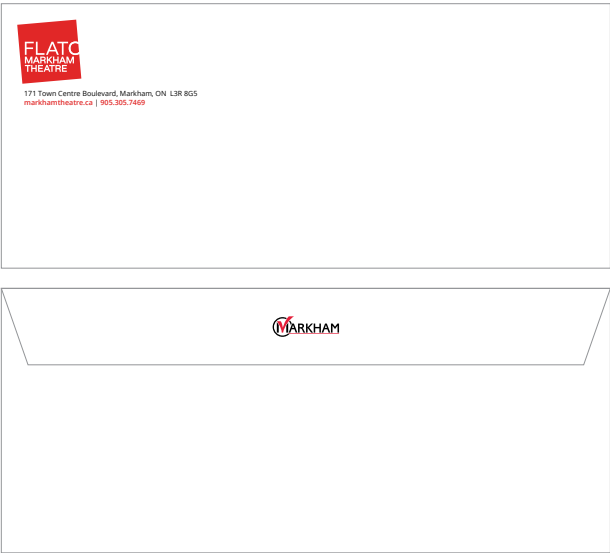 FLATO
MARKHAM
THEATRE
171 Town Centre Boulevard, Markham, ON L3R 8G5
markhamtheatre.ca | 905.305.7469
MARKHAM